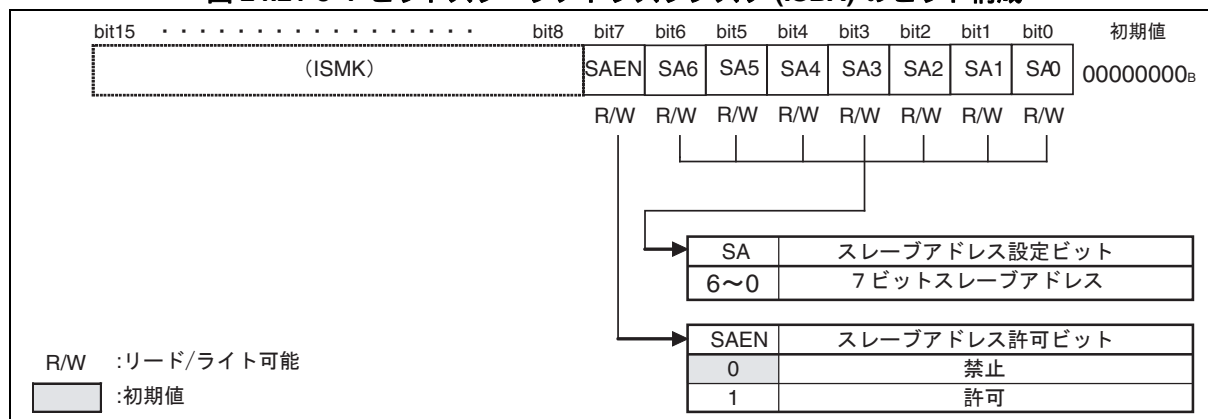 bit15 ・・・・・・・・・・・・・・・・・・ bit8 bit7 bit6 bit5 bit4 bit3 bit2 bit1 bit0 初期値
(ISMK) SAEN SA6 SA5 SA4 SA3 SA2 SA1 SA0 00000000B
R/W R/W R/W R/W R/W R/W R/W R/W
SA スレーブアドレス設定ビット
6～0 7ビットスレーブアドレス
SAEN スレーブアドレス許可ビット
0 禁止
1 許可
R/W :リード/ライト可能
:初期値